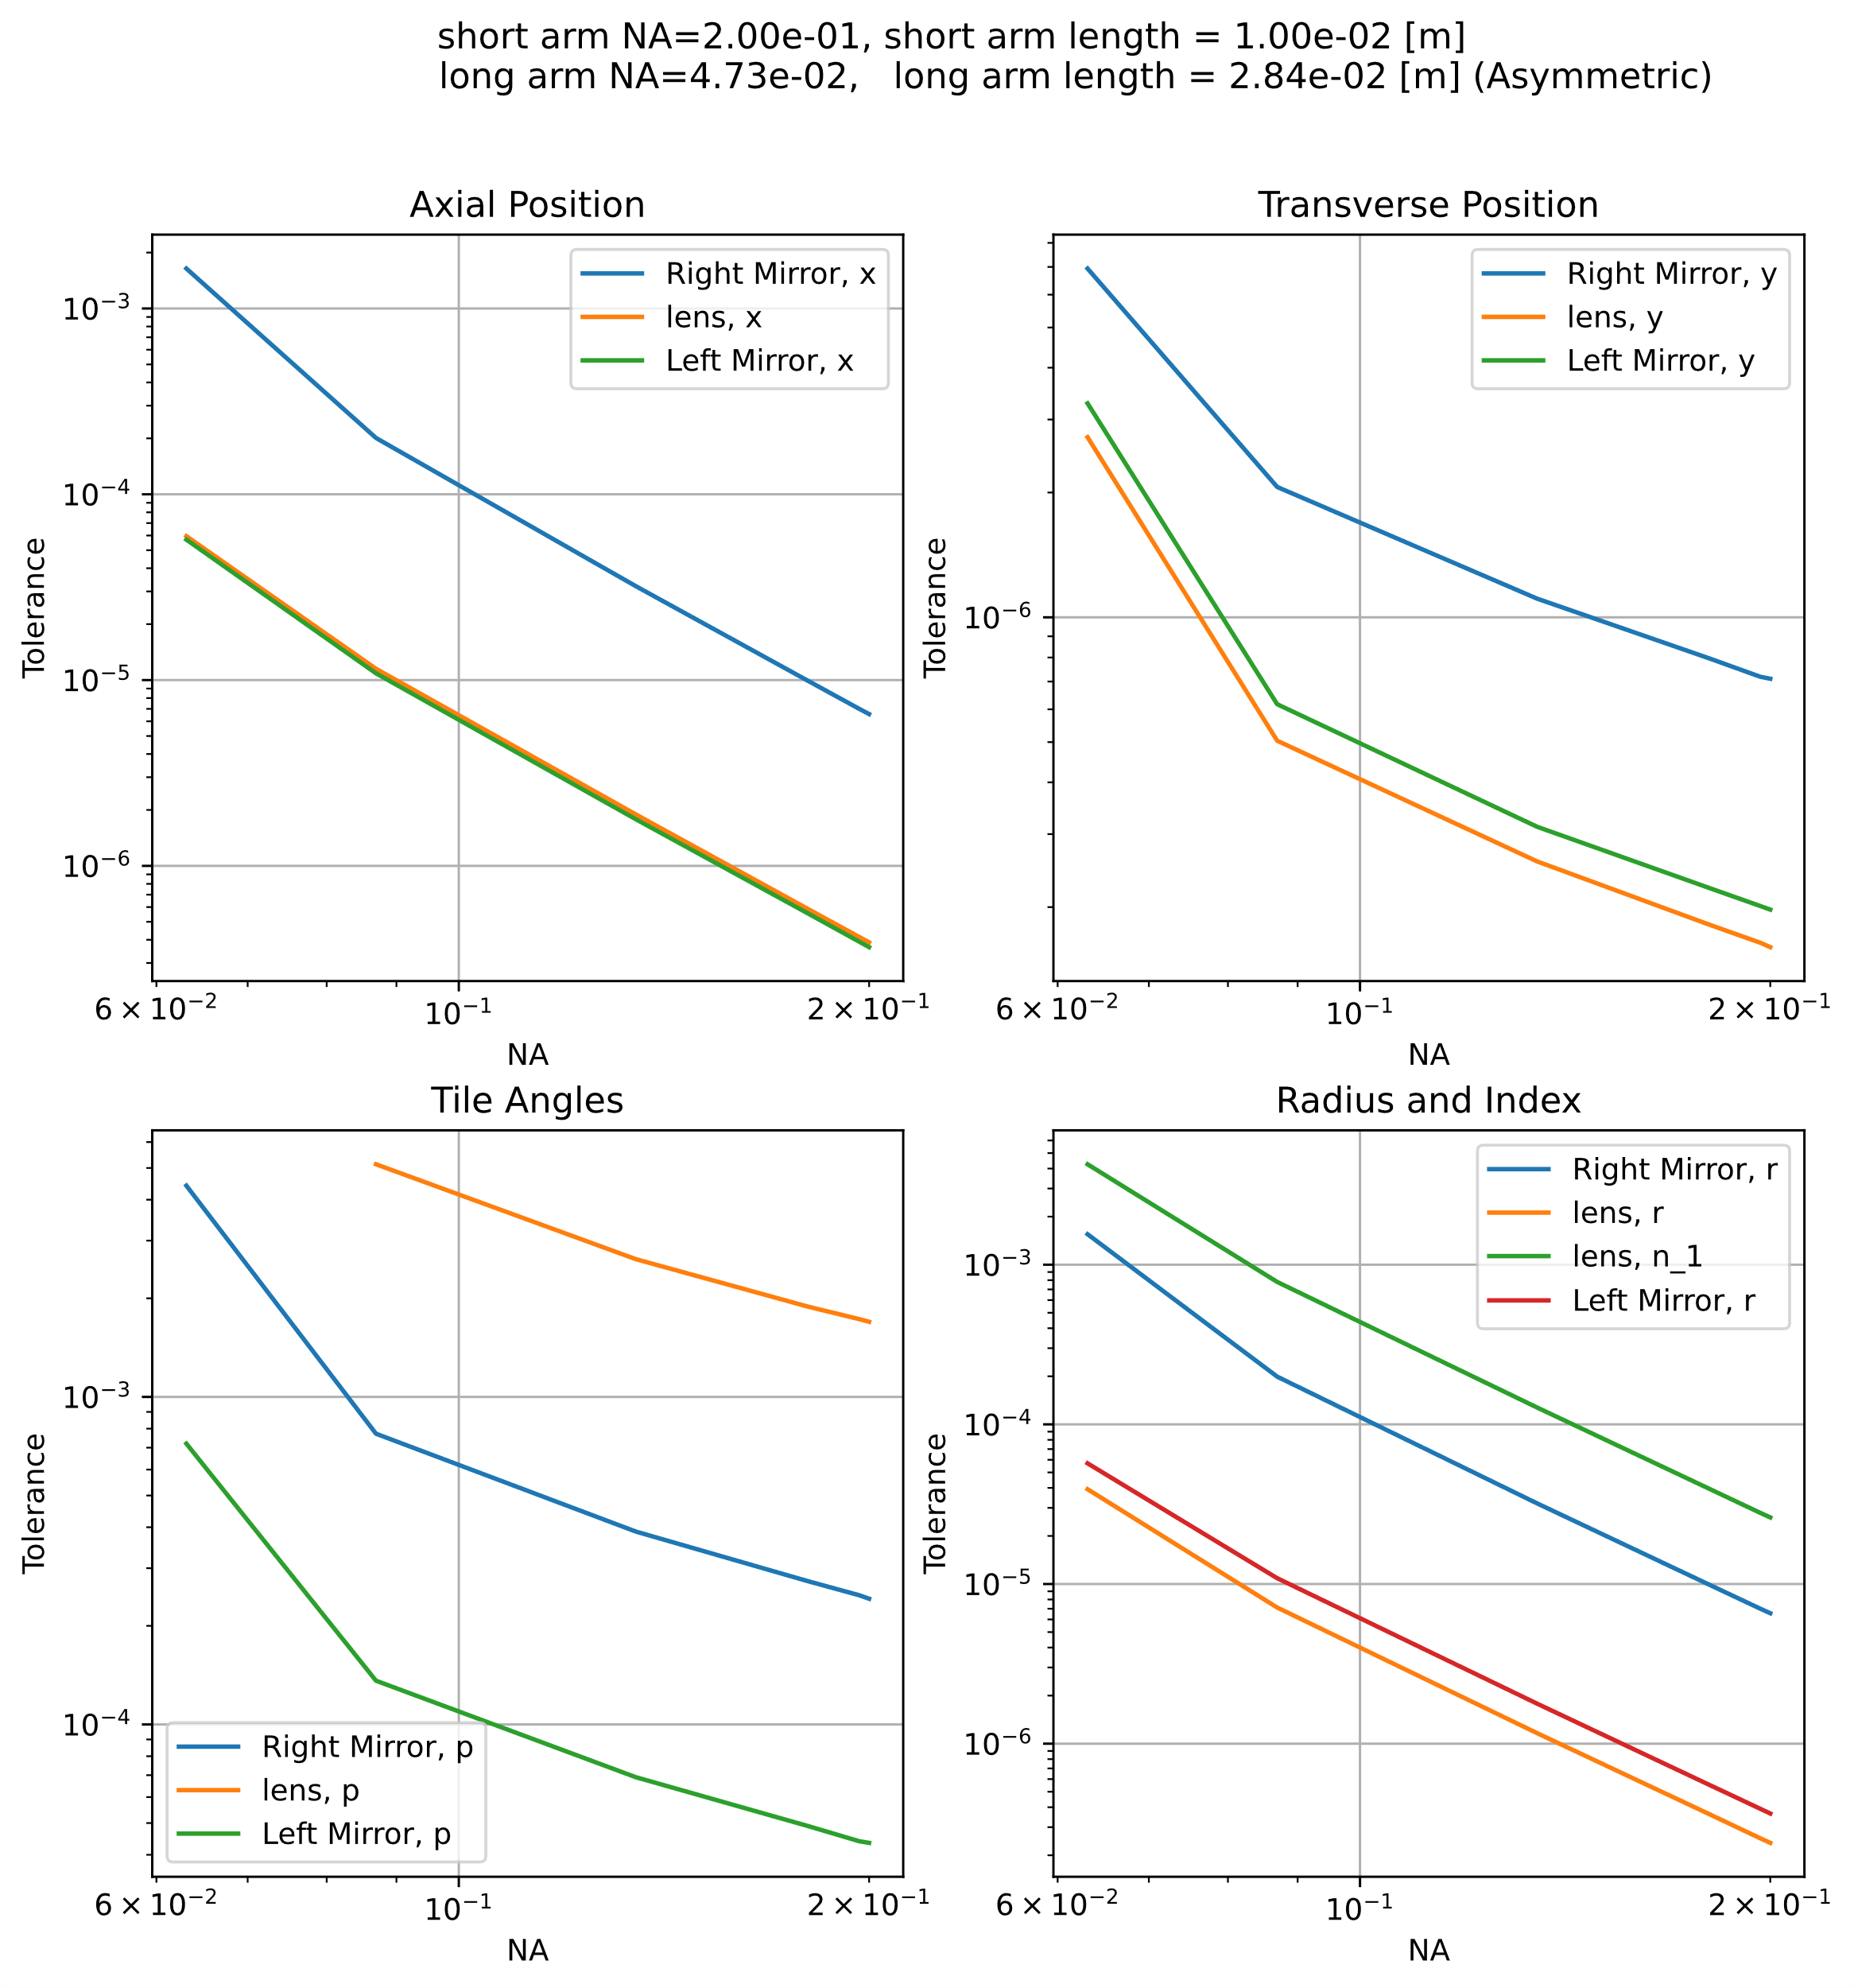 short arm NA=2.00e-01, short arm length = 1.00e-02 [m]
long arm NA=4.73e-02,   long arm length = 2.84e-02 [m] (Asymmetric)
Axial Position
Right Mirror, x
lens, x
Left Mirror, x
Tolerance
10⁻³
10⁻⁴
10⁻⁵
10⁻⁶
6 × 10⁻²
10⁻¹
2 × 10⁻¹
NA
Transverse Position
Right Mirror, y
lens, y
Left Mirror, y
Tolerance
10⁻⁶
6 × 10⁻²
10⁻¹
2 × 10⁻¹
NA
Tile Angles
Tolerance
10⁻³
10⁻⁴
Right Mirror, p
lens, p
Left Mirror, p
6 × 10⁻²
10⁻¹
2 × 10⁻¹
NA
Radius and Index
Right Mirror, r
lens, r
lens, n_1
Left Mirror, r
Tolerance
10⁻³
10⁻⁴
10⁻⁵
10⁻⁶
6 × 10⁻²
10⁻¹
2 × 10⁻¹
NA